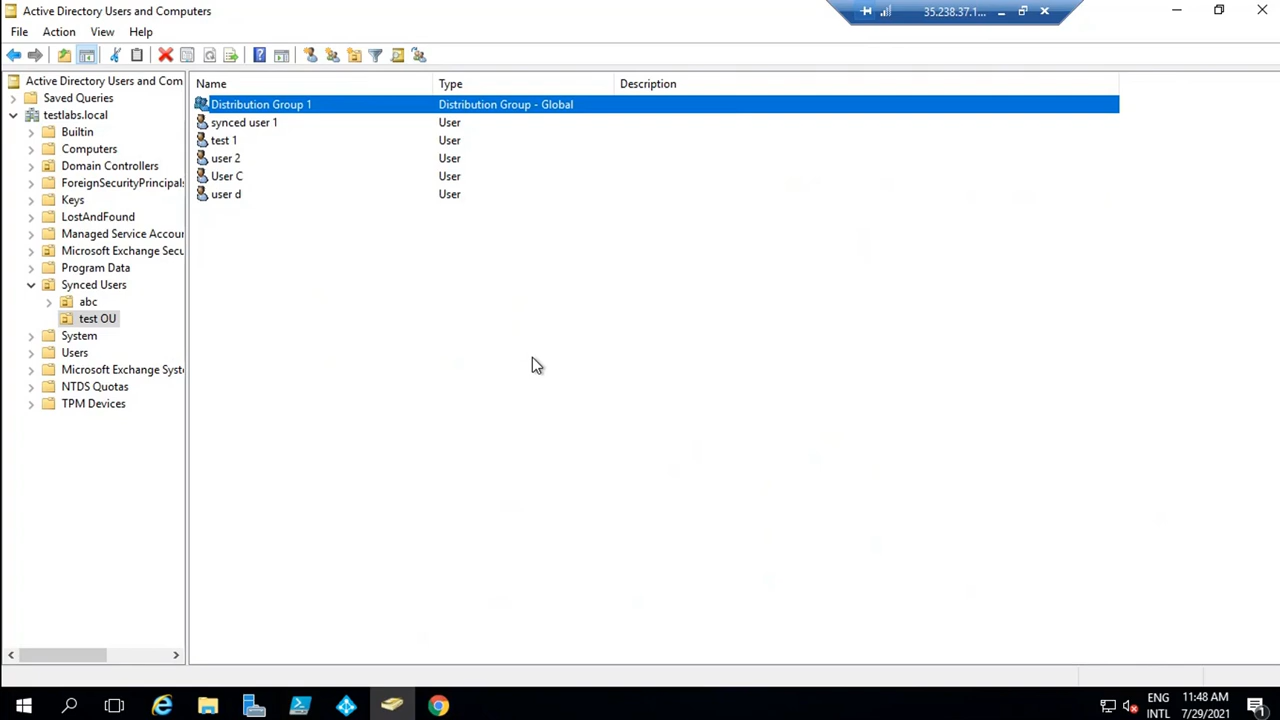 Active Directory Users and Computers
35.238.37.1...
File Action View Help
Active Directory Users and Com
Saved Queries
testlabs.local
Builtin
Computers
Domain Controllers
ForeignSecurityPrincipals
Keys
LostAndFound
Managed Service Accour
Microsoft Exchange Secu
Program Data
Synced Users
abc
test OU
System
Users
Microsoft Exchange Syste
NTDS Quotas
TPM Devices
Name Type Description
Distribution Group 1 Distribution Group - Global
synced user 1 User
test 1 User
user 2 User
User C User
user d User
ENG 11:48 AM
INTL 7/29/2021
1